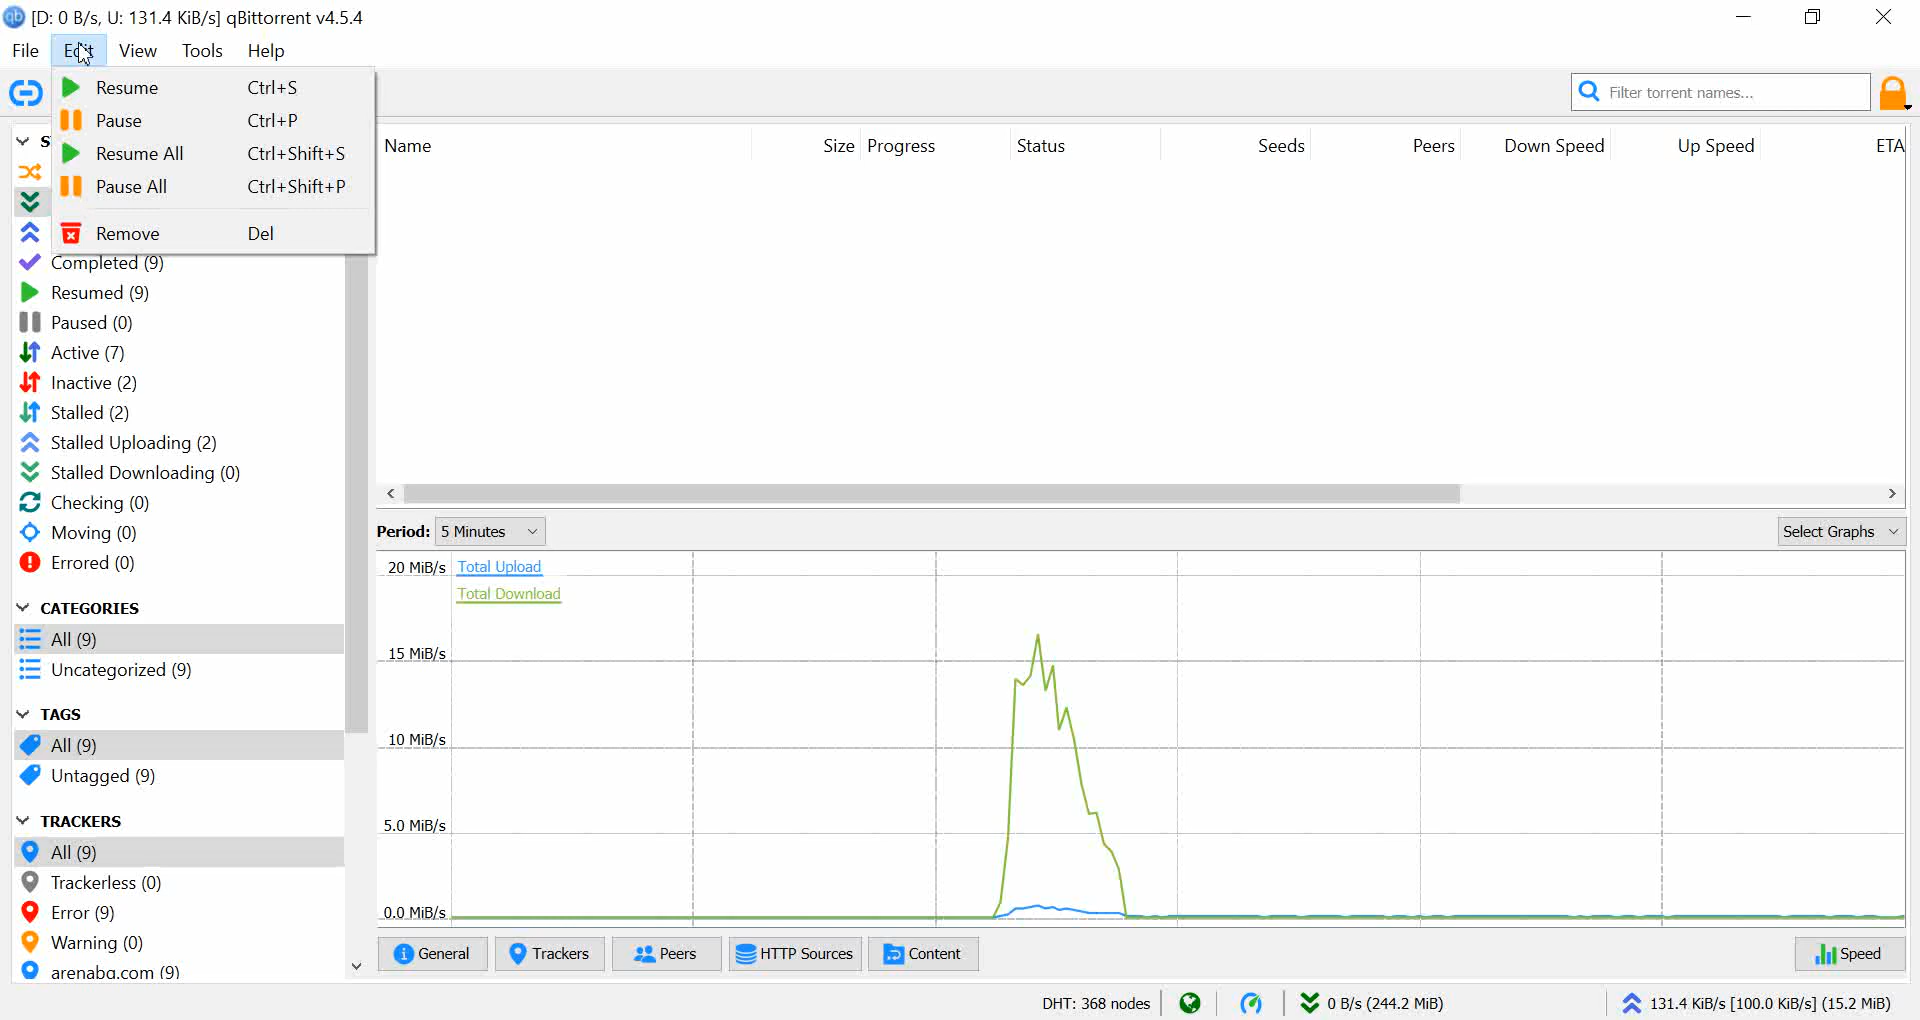 [D: 0 B/s, U: 131.4 KiB/s] qBittorrent v4.5.4
File Edit View Tools Help
Resume Ctrl+S
Pause Ctrl+P
Resume All Ctrl+Shift+S
Pause All Ctrl+Shift+P
Remove Del
Filter torrent names...
Name Size Progress Status Seeds Peers Down Speed Up Speed ETA
Completed (9)
Resumed (9)
Paused (0)
Active (7)
Inactive (2)
Stalled (2)
Stalled Uploading (2)
Stalled Downloading (0)
Checking (0)
Moving (0)
Errored (0)
CATEGORIES
All (9)
Uncategorized (9)
TAGS
All (9)
Untagged (9)
TRACKERS
All (9)
Trackerless (0)
Error (9)
Warning (0)
arenabg.com (9)
Period: 5 Minutes Select Graphs
20 MiB/s Total Upload
Total Download
15 MiB/s
10 MiB/s
5.0 MiB/s
0.0 MiB/s
General Trackers Peers HTTP Sources Content Speed
DHT: 368 nodes 0 B/s (244.2 MiB) 131.4 KiB/s [100.0 KiB/s] (15.2 MiB)